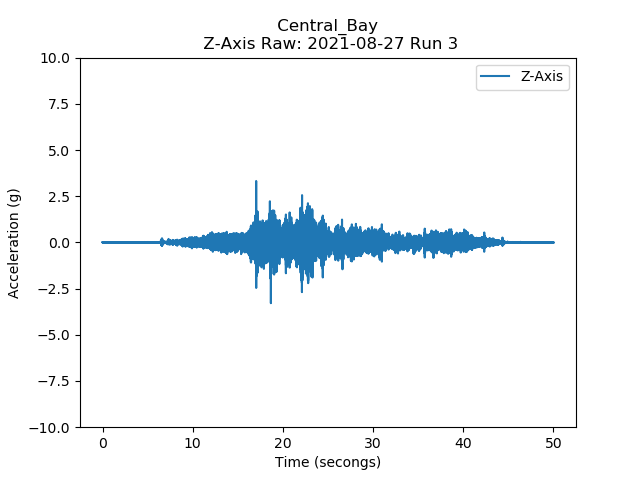 Central_Bay
Z-Axis Raw: 2021-08-27 Run 3
Z-Axis
10.0
7.5
5.0
2.5
0.0
−2.5
−5.0
−7.5
−10.0
Acceleration (g)
0 10 20 30 40 50
Time (secongs)